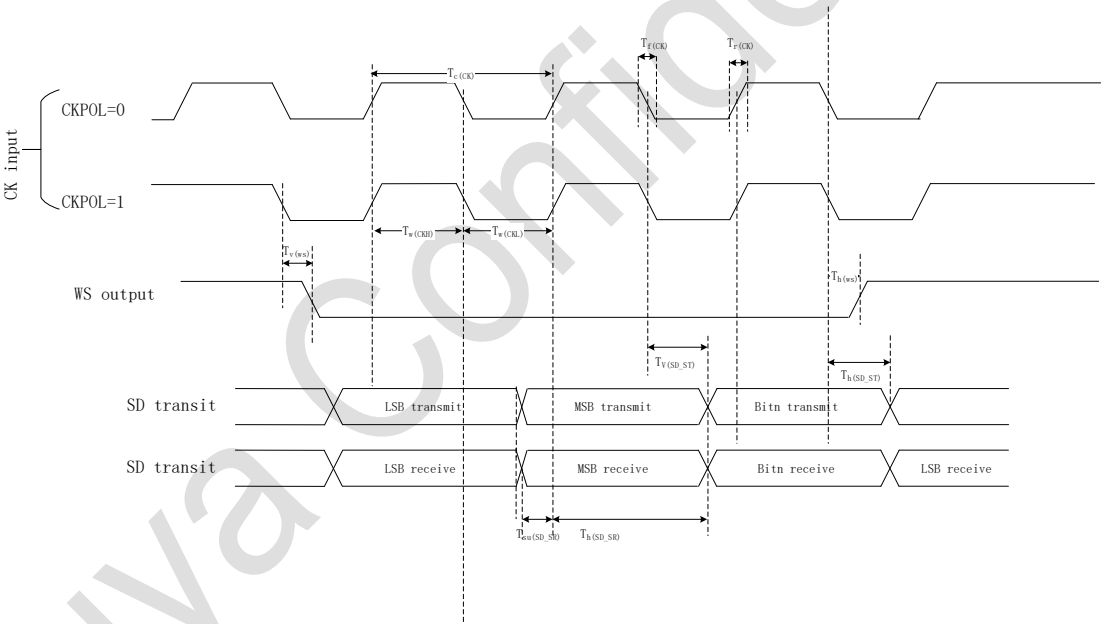 Tf(CK)
Tr(CK)
Tc(CK)
CKPOL=0
CK input
CKPOL=1
Tw(CKH)
Tw(CKL)
Tv(ws)
Th(ws)
WS output
TV(SD_ST)
Th(SD_ST)
SD transit
LSB transmit
MSB transmit
Bitn transmit
SD transit
LSB receive
MSB receive
Bitn receive
LSB receive
Tsu(SD_SR)
Th(SD_SR)